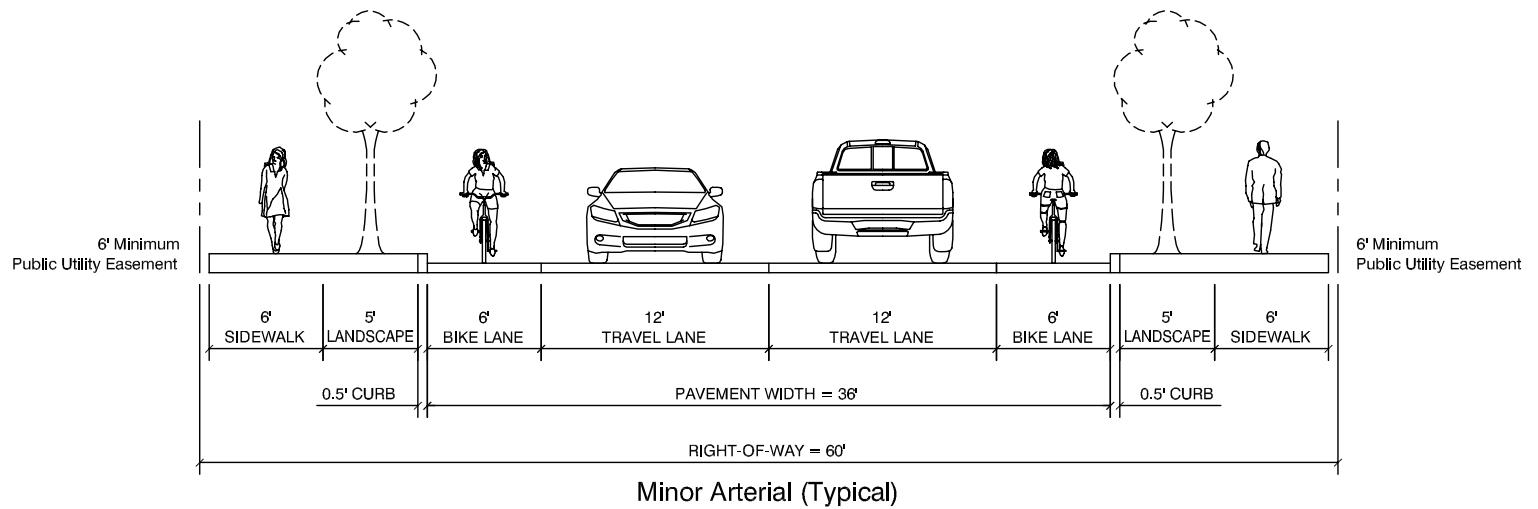 6' Minimum
Public Utility Easement
6' Minimum
Public Utility Easement
6'
SIDEWALK
5'
LANDSCAPE
6'
BIKE LANE
12'
TRAVEL LANE
12'
TRAVEL LANE
6'
BIKE LANE
5'
LANDSCAPE
6'
SIDEWALK
0.5' CURB
PAVEMENT WIDTH = 36'
0.5' CURB
RIGHT-OF-WAY = 60'
Minor Arterial (Typical)